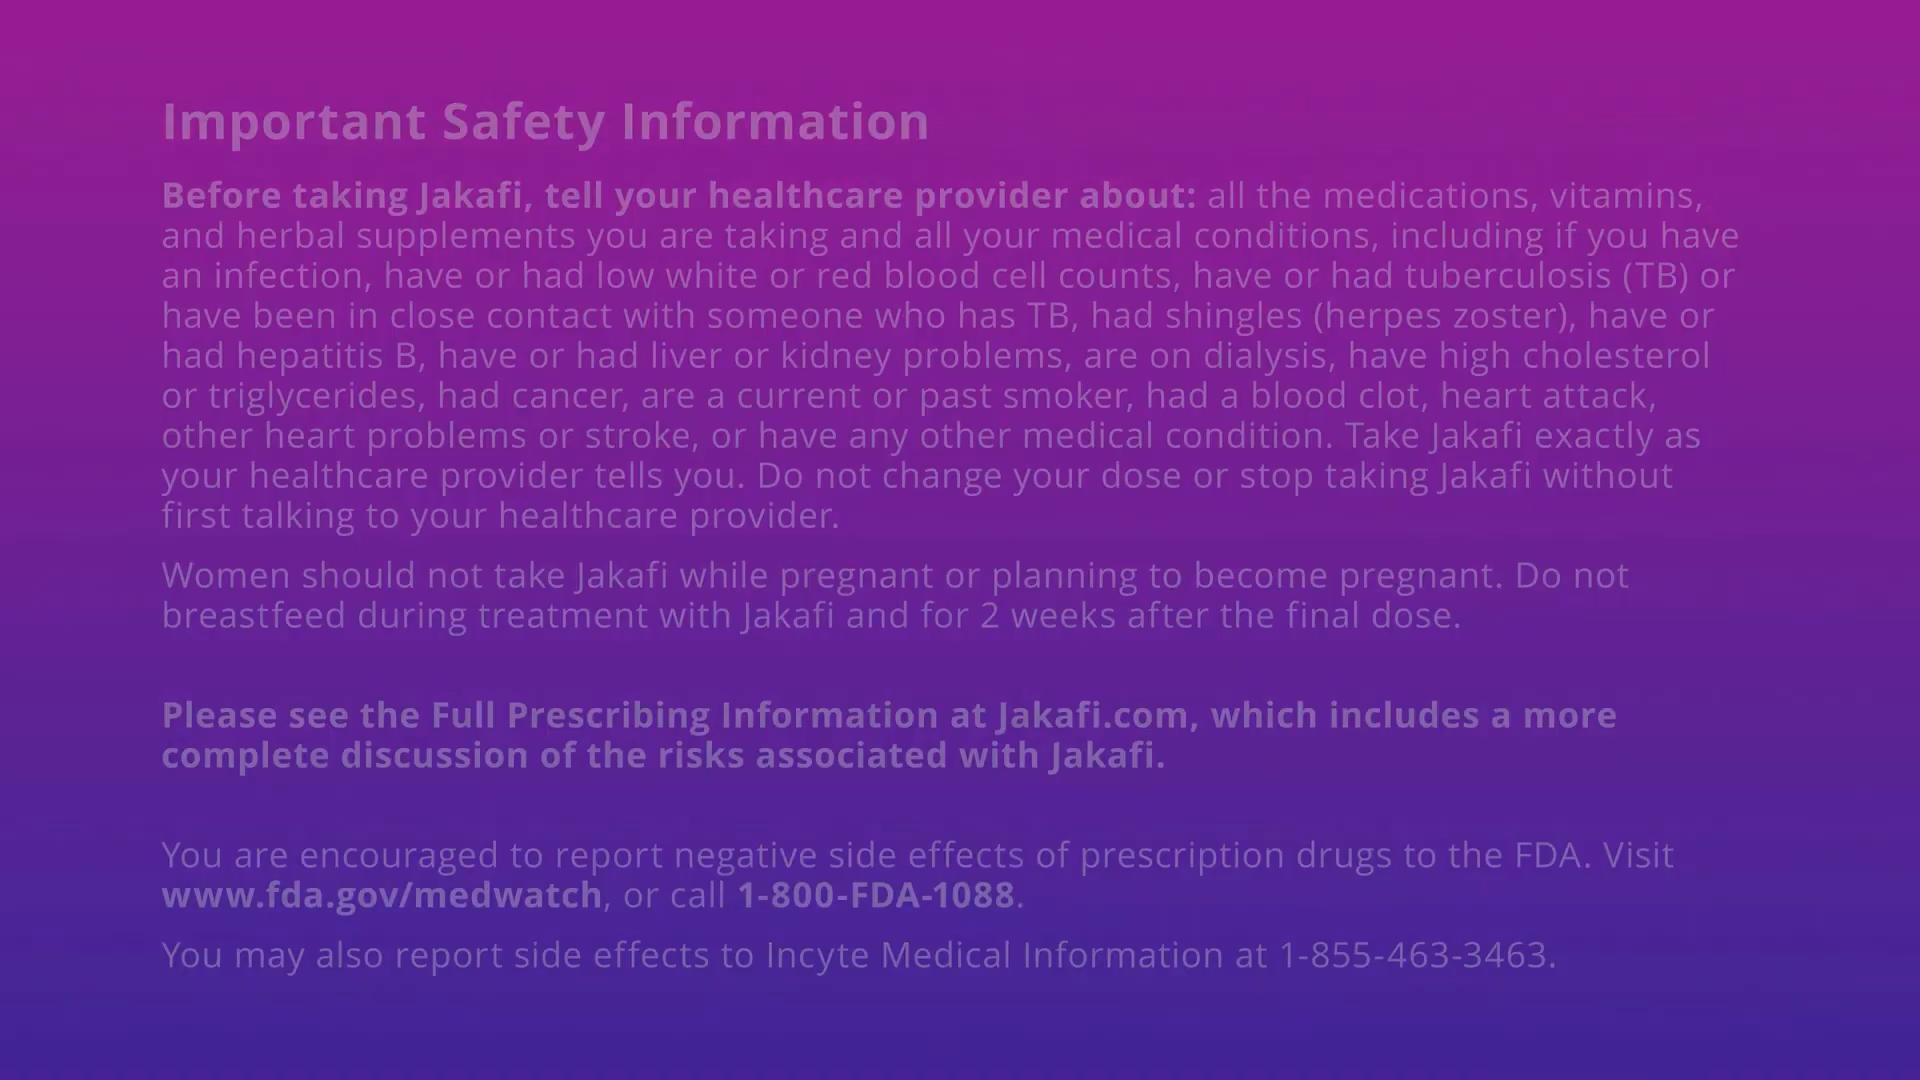 Important Safety Information
Before taking Jakafi, tell your healthcare provider about: all the medications, vitamins,
and herbal supplements you are taking and all your medical conditions, including if you have
an infection, have or had low white or red blood cell counts, have or had tuberculosis (TB) or
have been in close contact with someone who has TB, had shingles (herpes zoster), have or
had hepatitis B, have or had liver or kidney problems, are on dialysis, have high cholesterol
or triglycerides, had cancer, are a current or past smoker, had a blood clot, heart attack,
other heart problems or stroke, or have any other medical condition. Take Jakafi exactly as
your healthcare provider tells you. Do not change your dose or stop taking Jakafi without
first talking to your healthcare provider.
Women should not take Jakafi while pregnant or planning to become pregnant. Do not
breastfeed during treatment with Jakafi and for 2 weeks after the final dose.
Please see the Full Prescribing Information at Jakafi.com, which includes a more
complete discussion of the risks associated with Jakafi.
You are encouraged to report negative side effects of prescription drugs to the FDA. Visit
www.fda.gov/medwatch, or call 1-800-FDA-1088.
You may also report side effects to Incyte Medical Information at 1-855-463-3463.